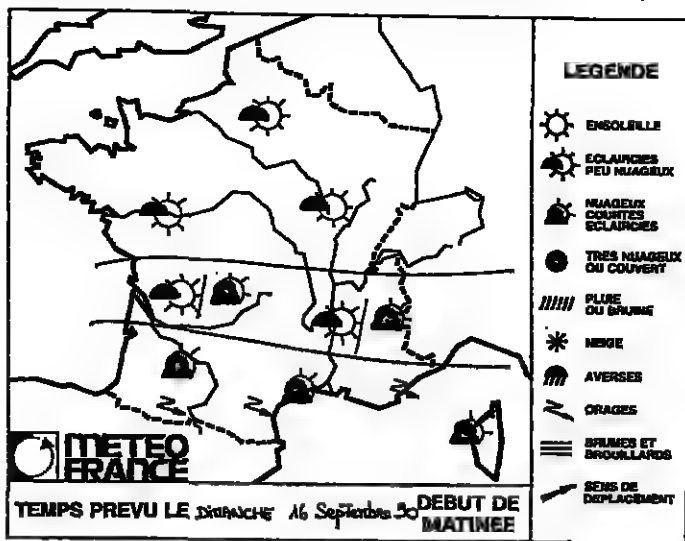 LEGENDE
ENSOLEILLE
ECLAIRCIES
PEU NUAGEUX
NUAGEUX
COURTES
ECLAIRCIES
TRES NUAGEUX
OU COUVERT
PLUIE
OU BRUINE
NEIGE
AVERSES
ORAGES
BRUMES ET
BROUILLARDS
SENS DE
DEPLACEMENT
METEO
FRANCE
TEMPS PREVU LE DIMANCHE 16 Septembre 90 DEBUT DE
MATINEE